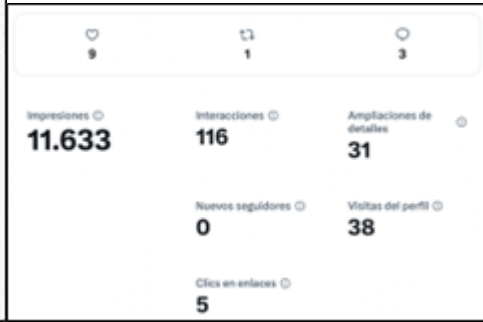 9 1 3
Impresiones Interacciones Ampliaciones de
detalles
11.633 116 31
Nuevos seguidores Visitas del perfil
0 38
Clics en enlaces
5